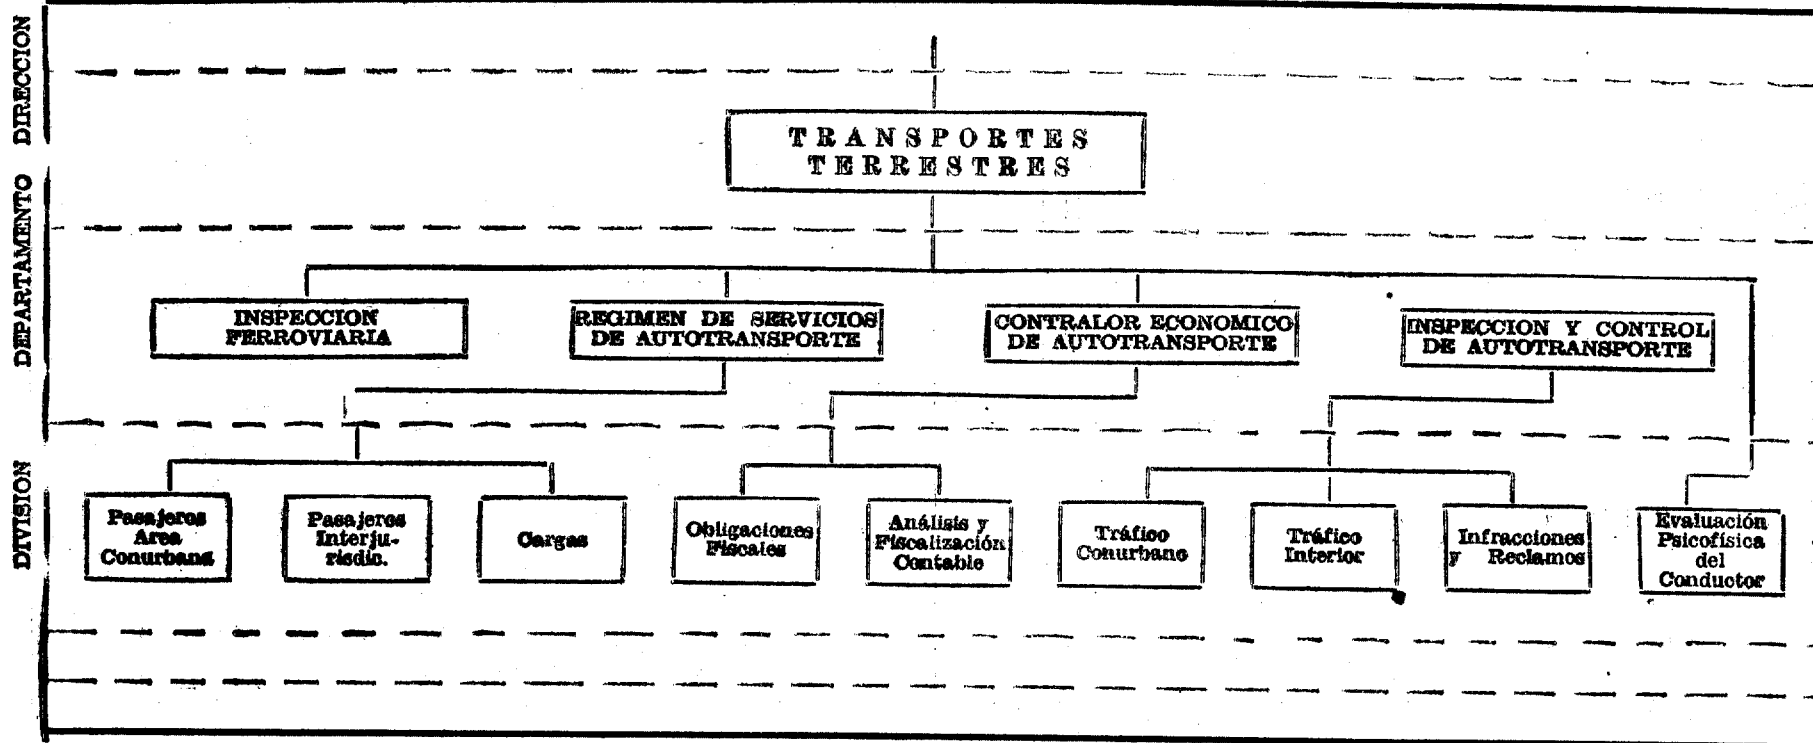 DIRECCION
TRANSPORTES
TERRESTRES
DEPARTAMENTO
INSPECCION
FERROVIARIA
REGIMEN DE SERVICIOS
DE AUTOTRANSPORTE
CONTRALOR ECONOMICO
DE AUTOTRANSPORTE
INSPECCION Y CONTROL
DE AUTOTRANSPORTE
DIVISION
Pasajeros
Area
Conurbana
Pasajeros
Interju-
risdic.
Cargas
Obligaciones
Fiscales
Análisis y
Fiscalización
Contable
Tráfico
Conurbano
Tráfico
Interior
Infracciones
y Reclamos
Evaluación
Psicofísica
del
Conductor